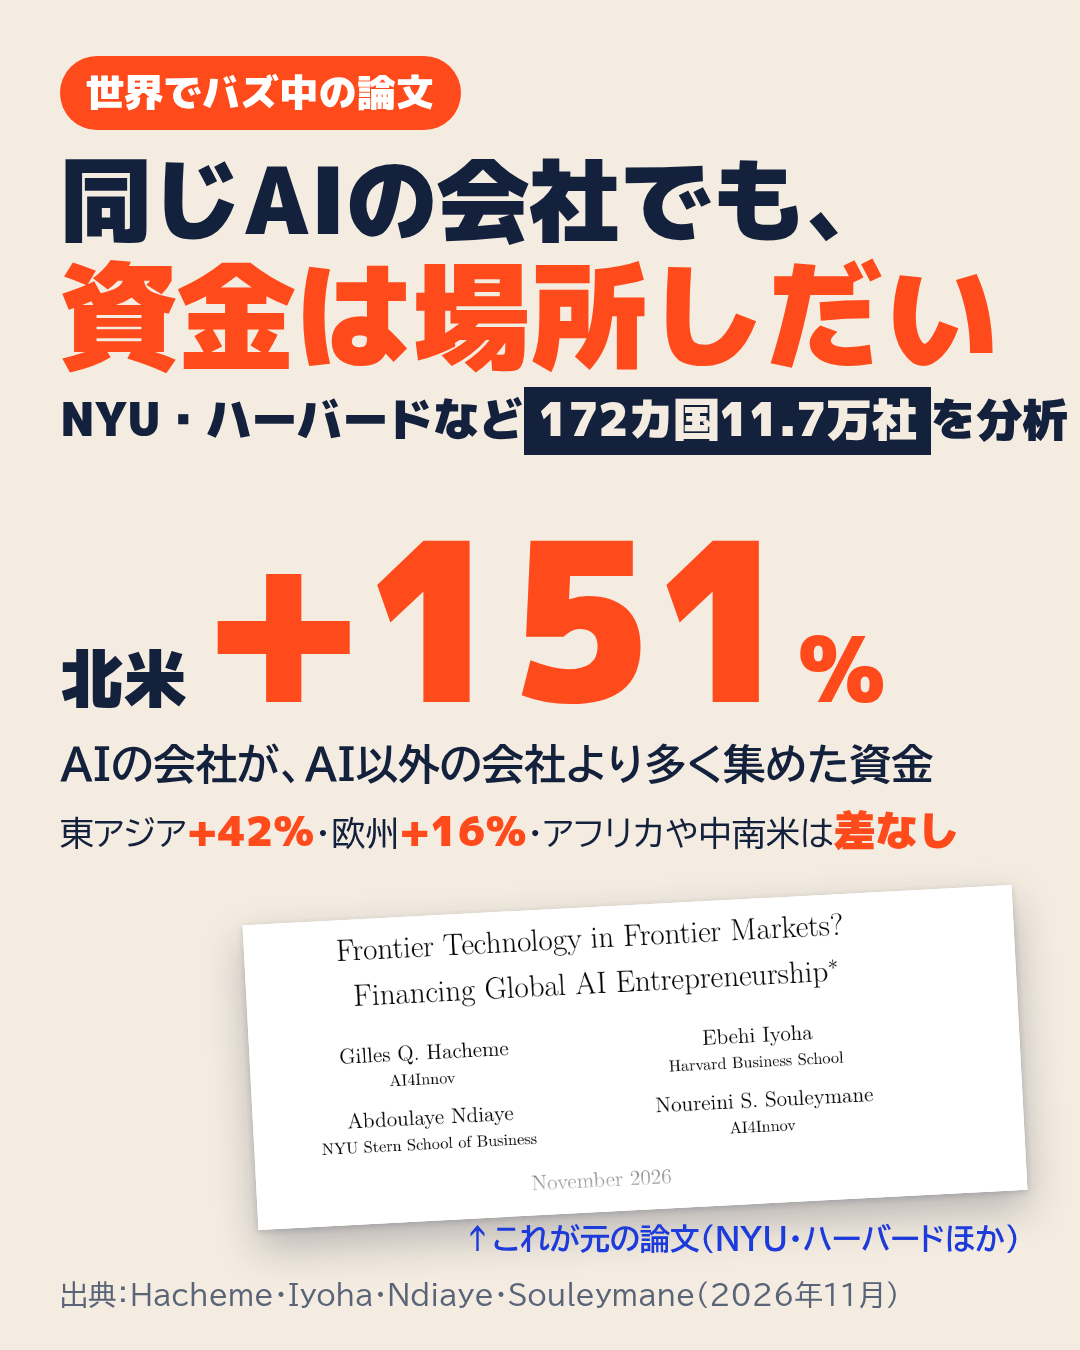 世界でバズ中の論文
同じAIの会社でも、
資金は場所しだい
NYU・ハーバードなど172カ国11.7万社を分析
北米 +151%
AIの会社が、AI以外の会社より多く集めた資金
東アジア+42%・欧州+16%・アフリカや中南米は差なし
Frontier Technology in Frontier Markets?
Financing Global AI Entrepreneurship*
Gilles Q. Hacheme
AI4Innov
Ebehi Iyoha
Harvard Business School
Abdoulaye Ndiaye
NYU Stern School of Business
Noureini S. Souleymane
AI4Innov
November 2026
↑これが元の論文(NYU・ハーバードほか)
出典:Hacheme・Iyoha・Ndiaye・Souleymane(2026年11月)